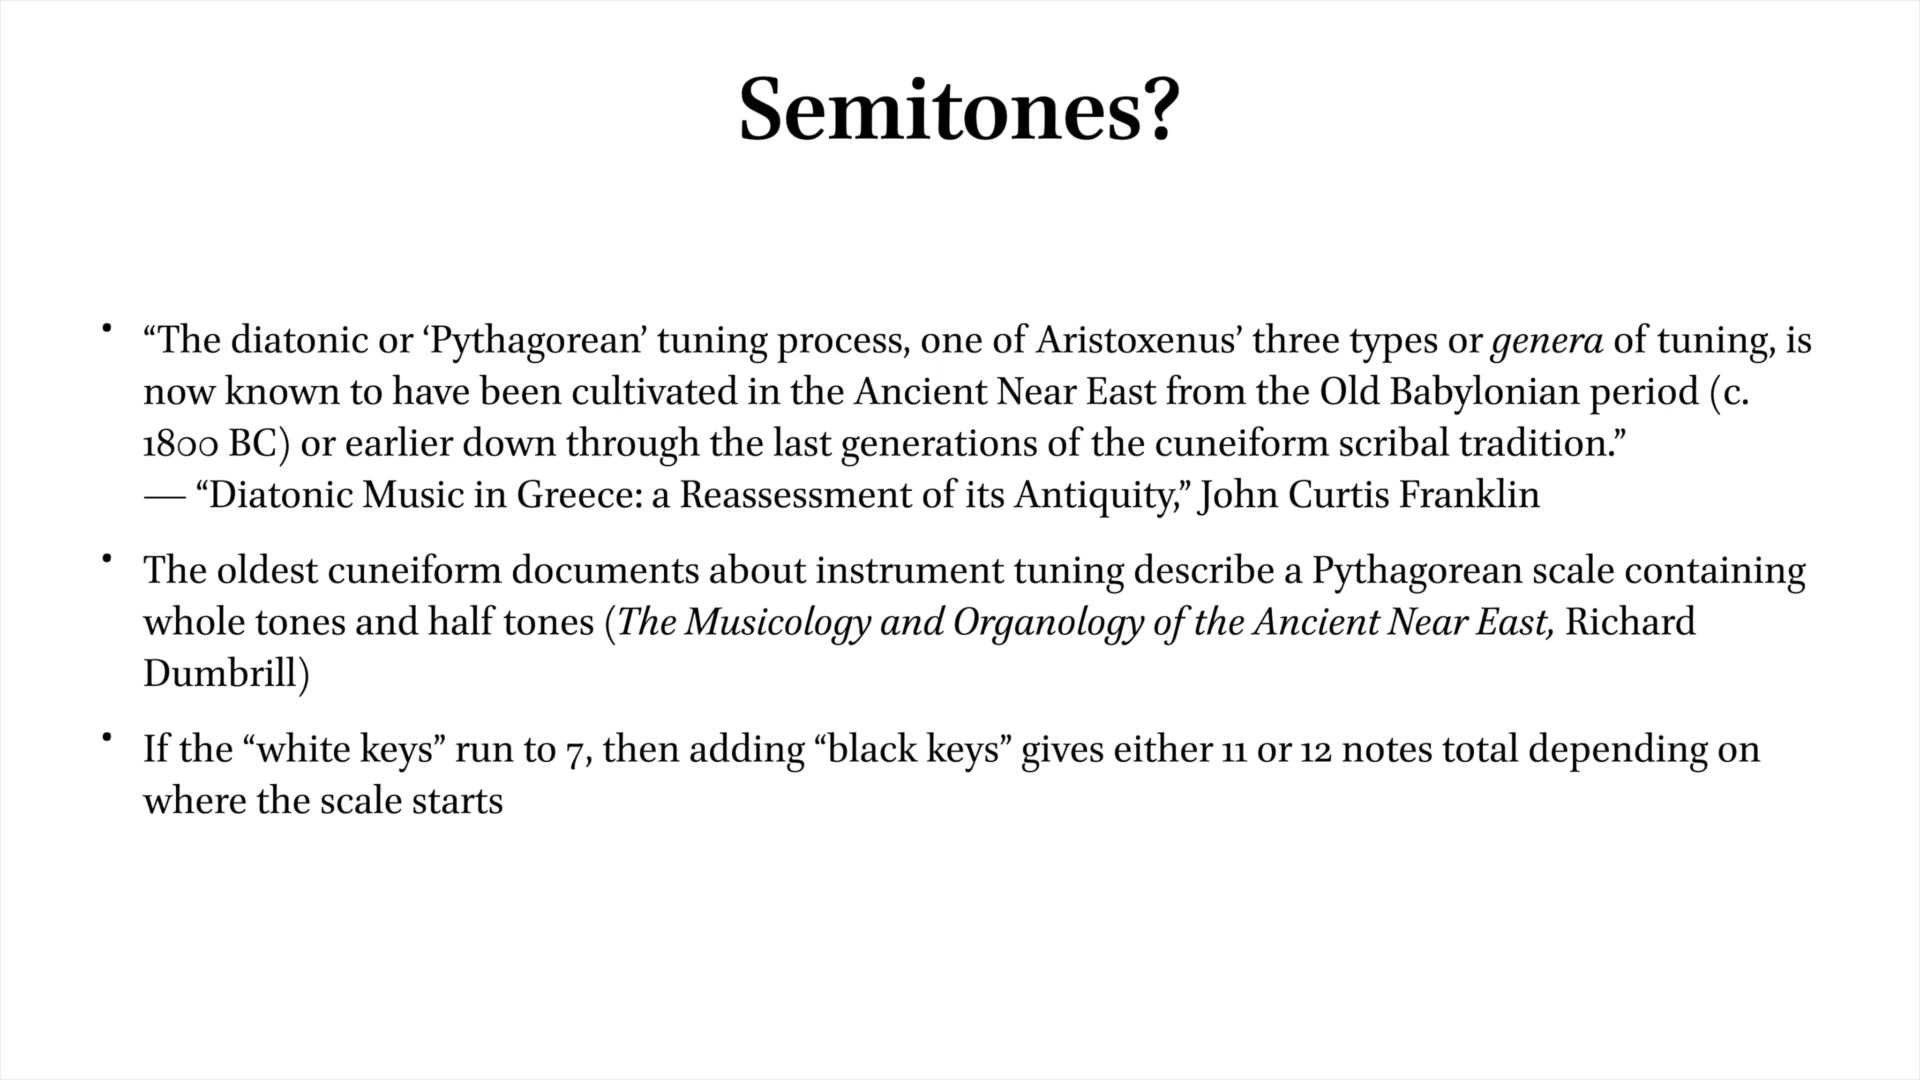 Semitones?
• “The diatonic or ‘Pythagorean’ tuning process, one of Aristoxenus’ three types or genera of tuning, is
now known to have been cultivated in the Ancient Near East from the Old Babylonian period (c.
1800 BC) or earlier down through the last generations of the cuneiform scribal tradition.”
— “Diatonic Music in Greece: a Reassessment of its Antiquity,” John Curtis Franklin
• The oldest cuneiform documents about instrument tuning describe a Pythagorean scale containing
whole tones and half tones (The Musicology and Organology of the Ancient Near East, Richard
Dumbrill)
• If the “white keys” run to 7, then adding “black keys” gives either 11 or 12 notes total depending on
where the scale starts